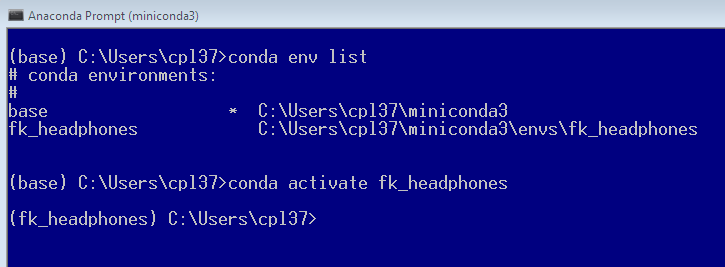 Anaconda Prompt (miniconda3)
(base) C:\Users\cpl37>conda env list
# conda environments:
#
base                  *  C:\Users\cpl37\miniconda3
fk_headphones            C:\Users\cpl37\miniconda3\envs\fk_headphones
(base) C:\Users\cpl37>conda activate fk_headphones
(fk_headphones) C:\Users\cpl37>